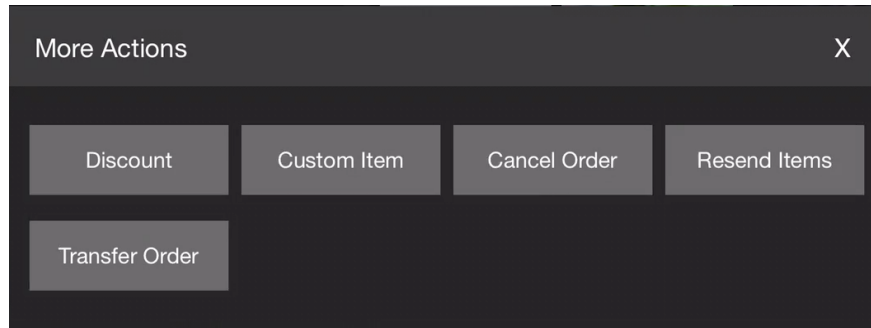 More Actions X
Discount Custom Item Cancel Order Resend Items
Transfer Order